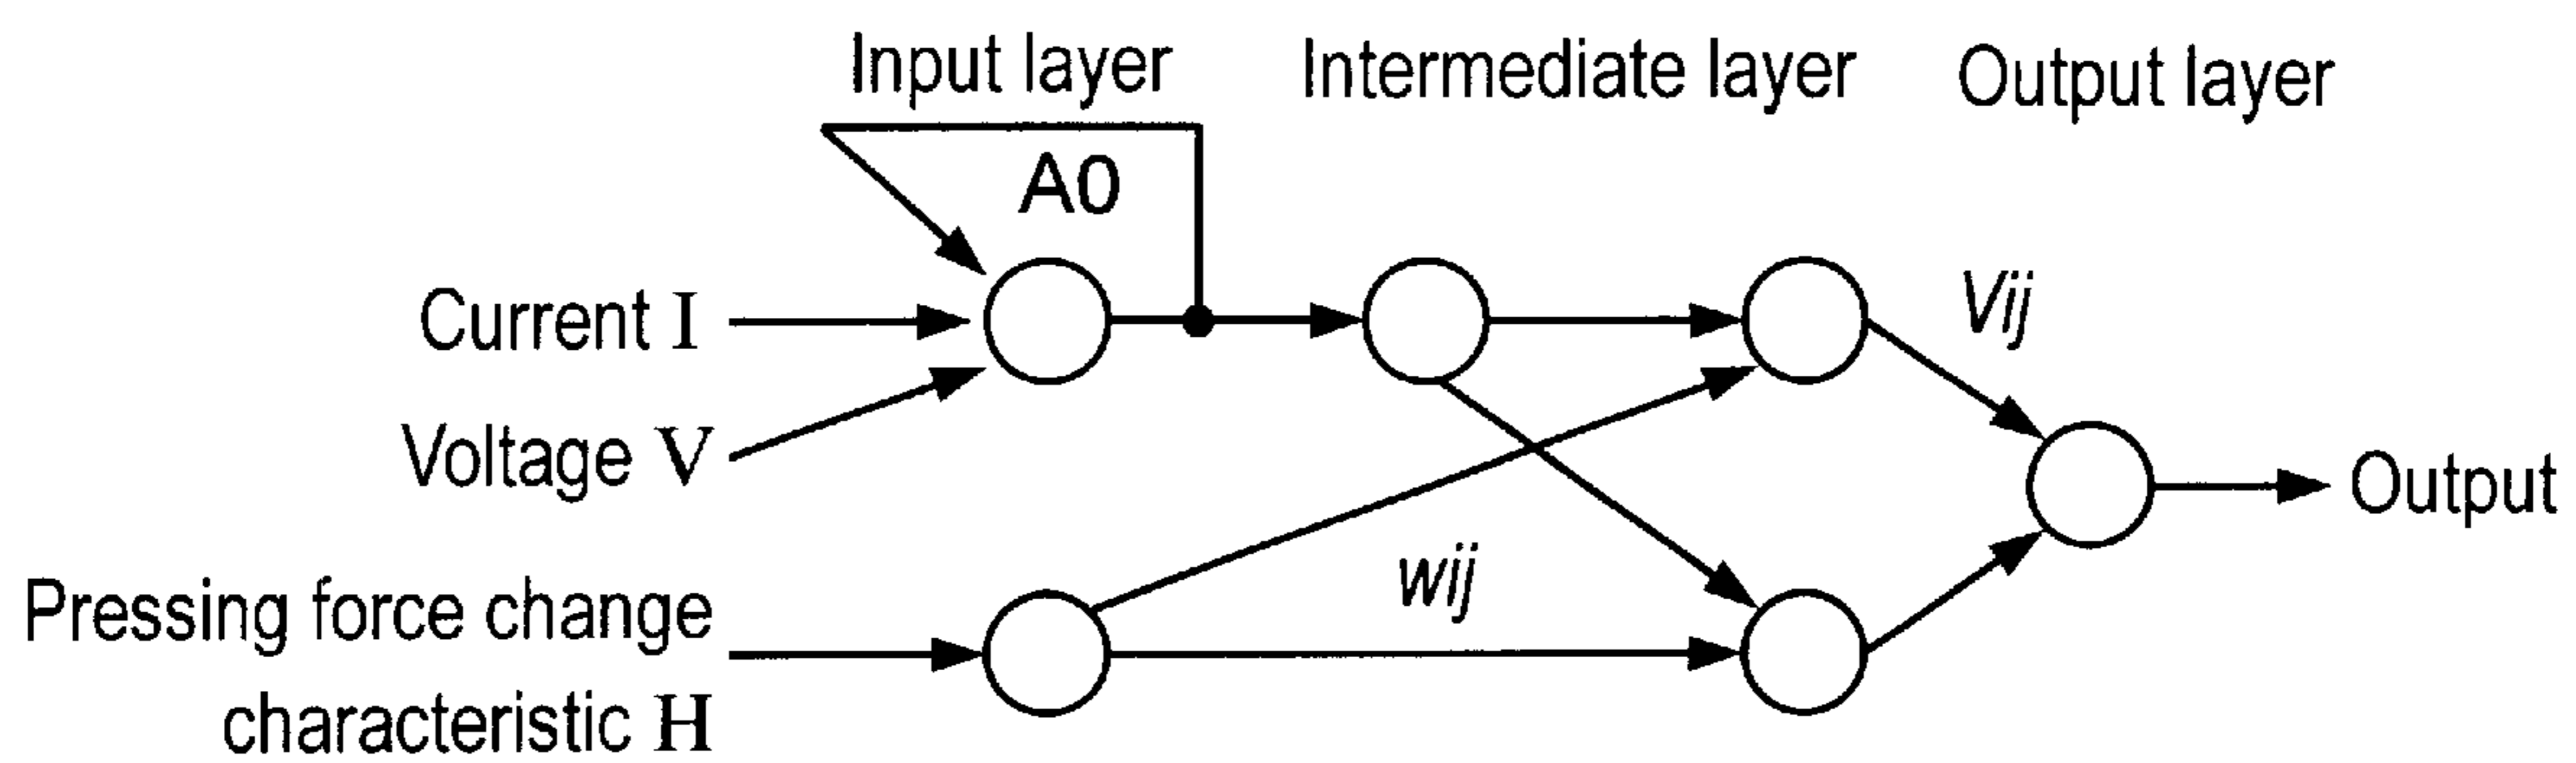 Input layer
Intermediate layer
Output layer
A0
Current I
Vij
Voltage V
Output
Pressing force change
characteristic H
wij